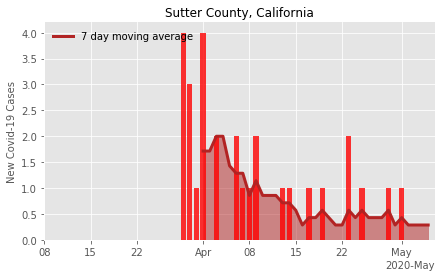 Sutter County, California
7 day moving average
New Covid-19 Cases
4.0
3.5
3.0
2.5
2.0
1.5
1.0
0.5
0.0
08 15 22 Apr 08 15 22 May
2020-May